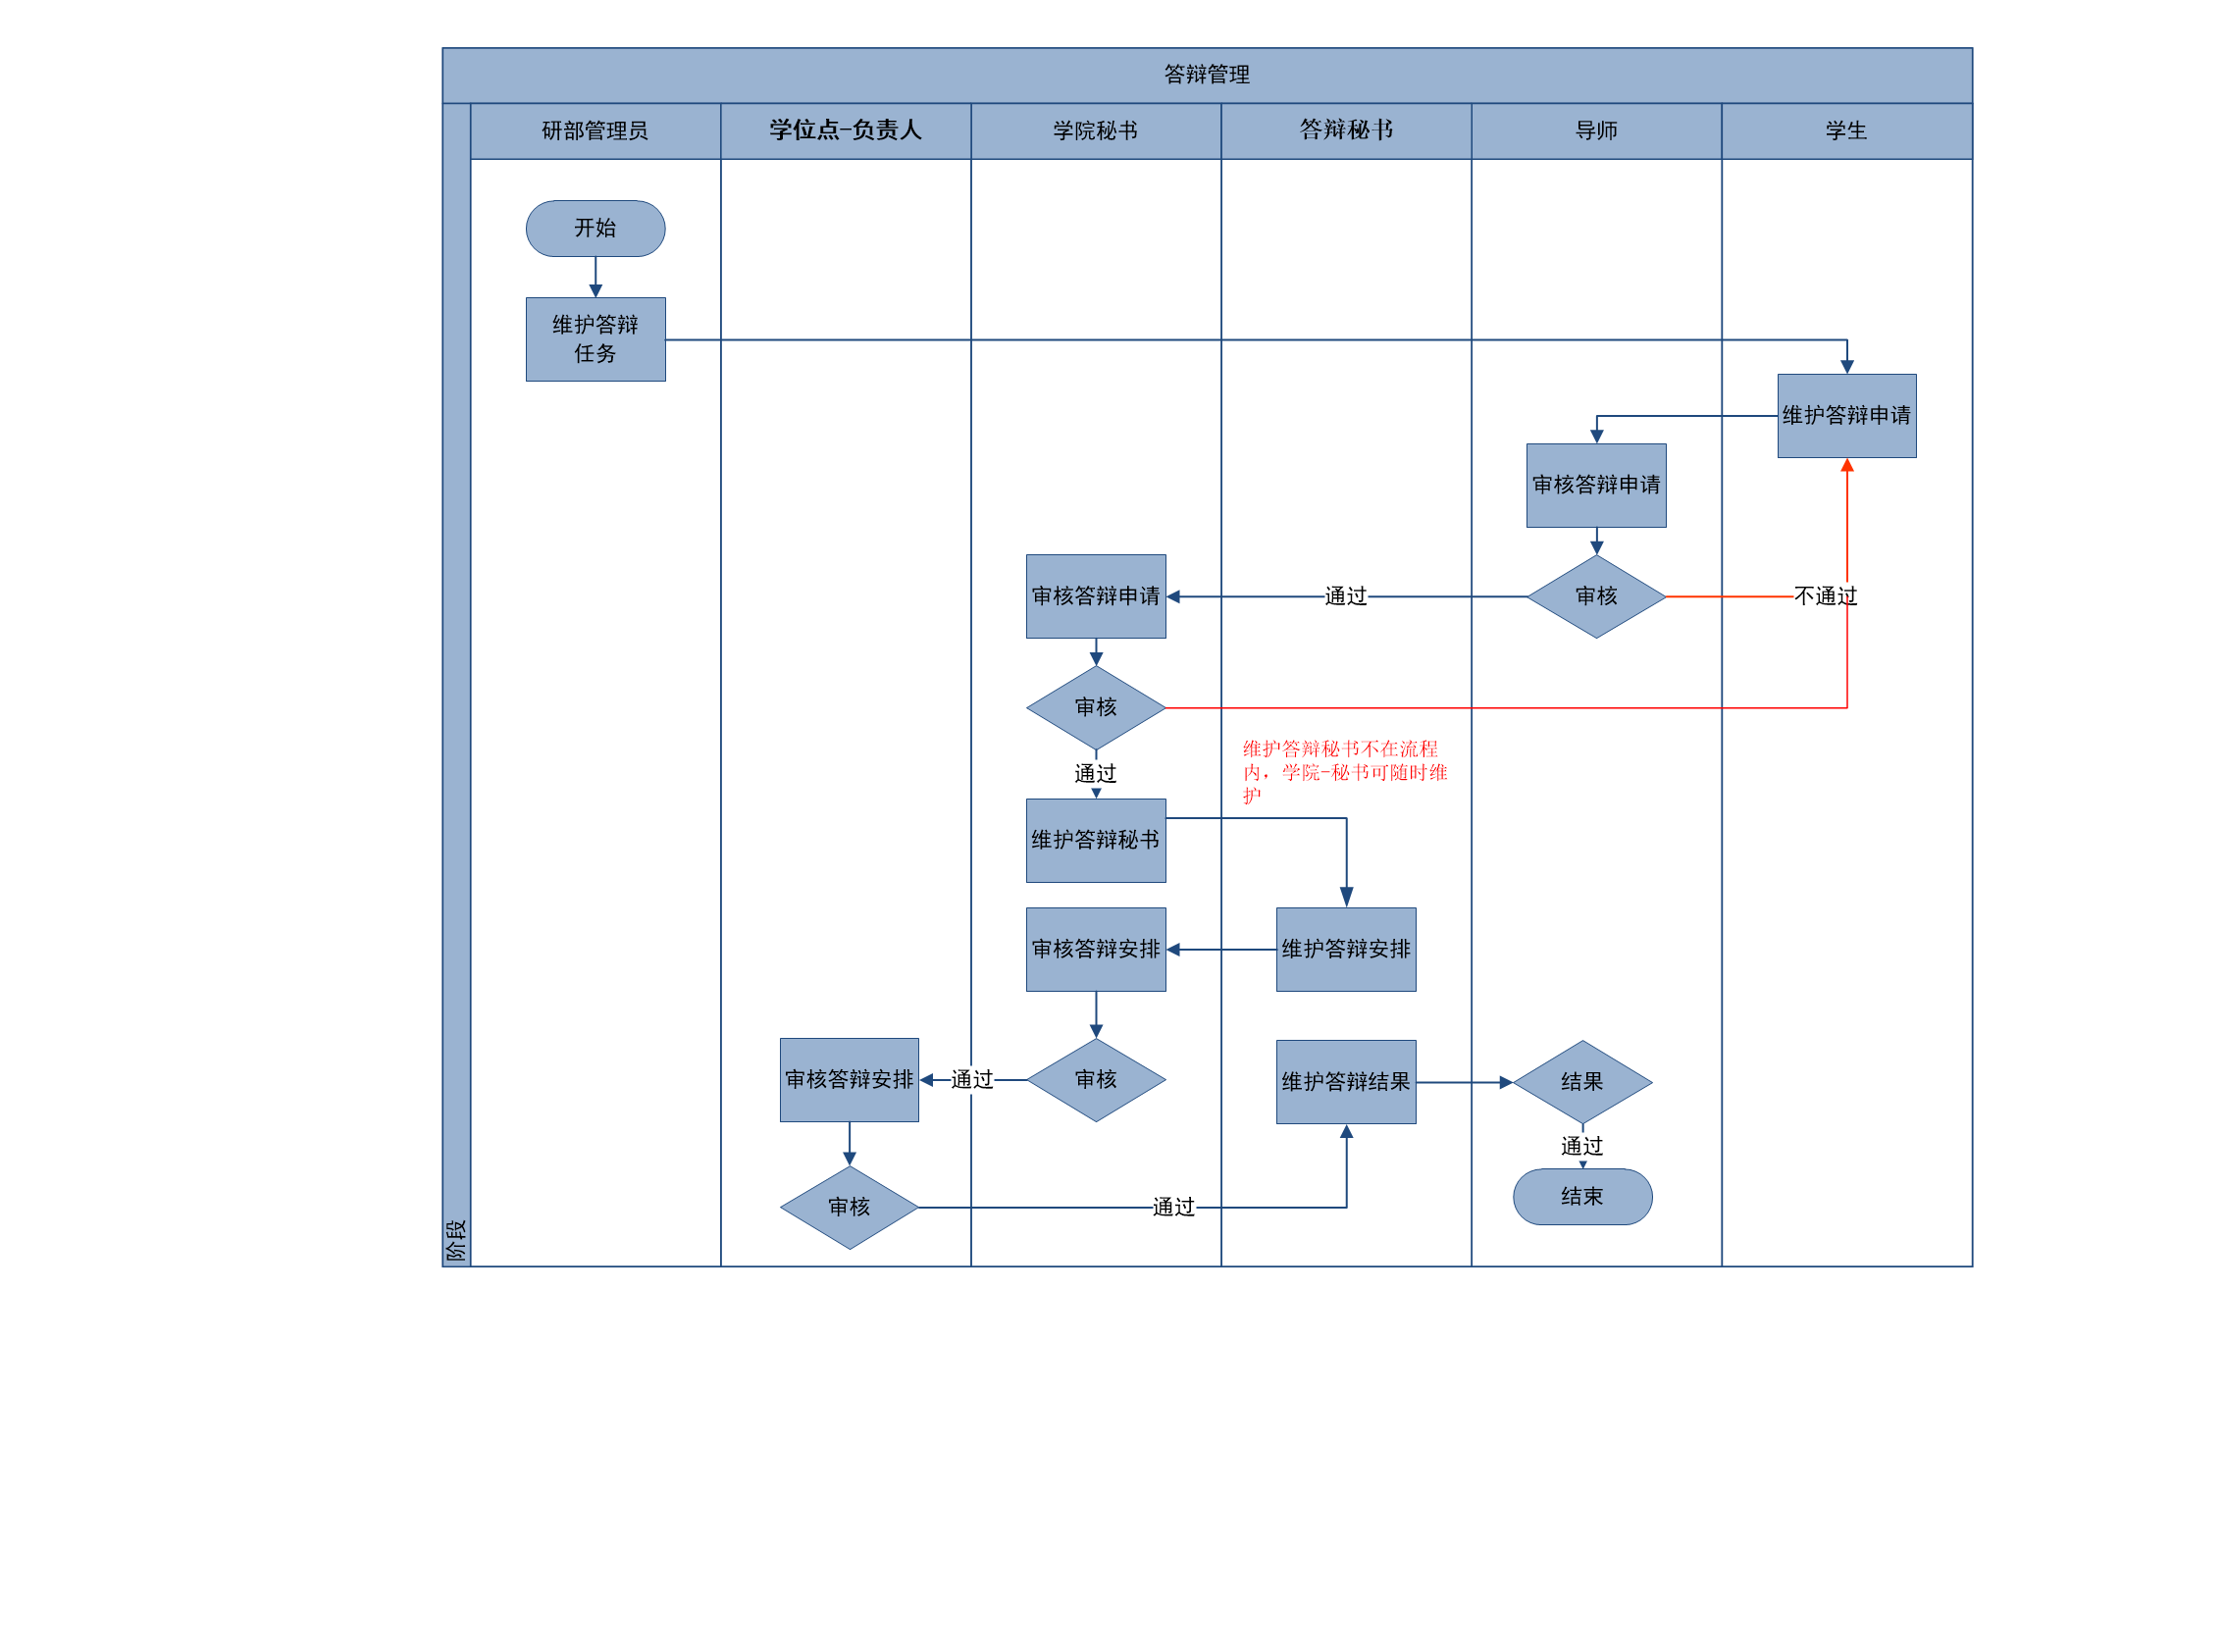 答辩管理
研部管理员
学位点-负责人
学院秘书
答辩秘书
导师
学生
开始
维护答辩
任务
维护答辩申请
审核答辩申请
审核答辩申请
通过
审核
不通过
审核
维护答辩秘书不在流程
内，学院-秘书可随时维
护
通过
维护答辩秘书
审核答辩安排
维护答辩安排
审核答辩安排
通过
审核
维护答辩结果
结果
通过
审核
通过
结束
阶段